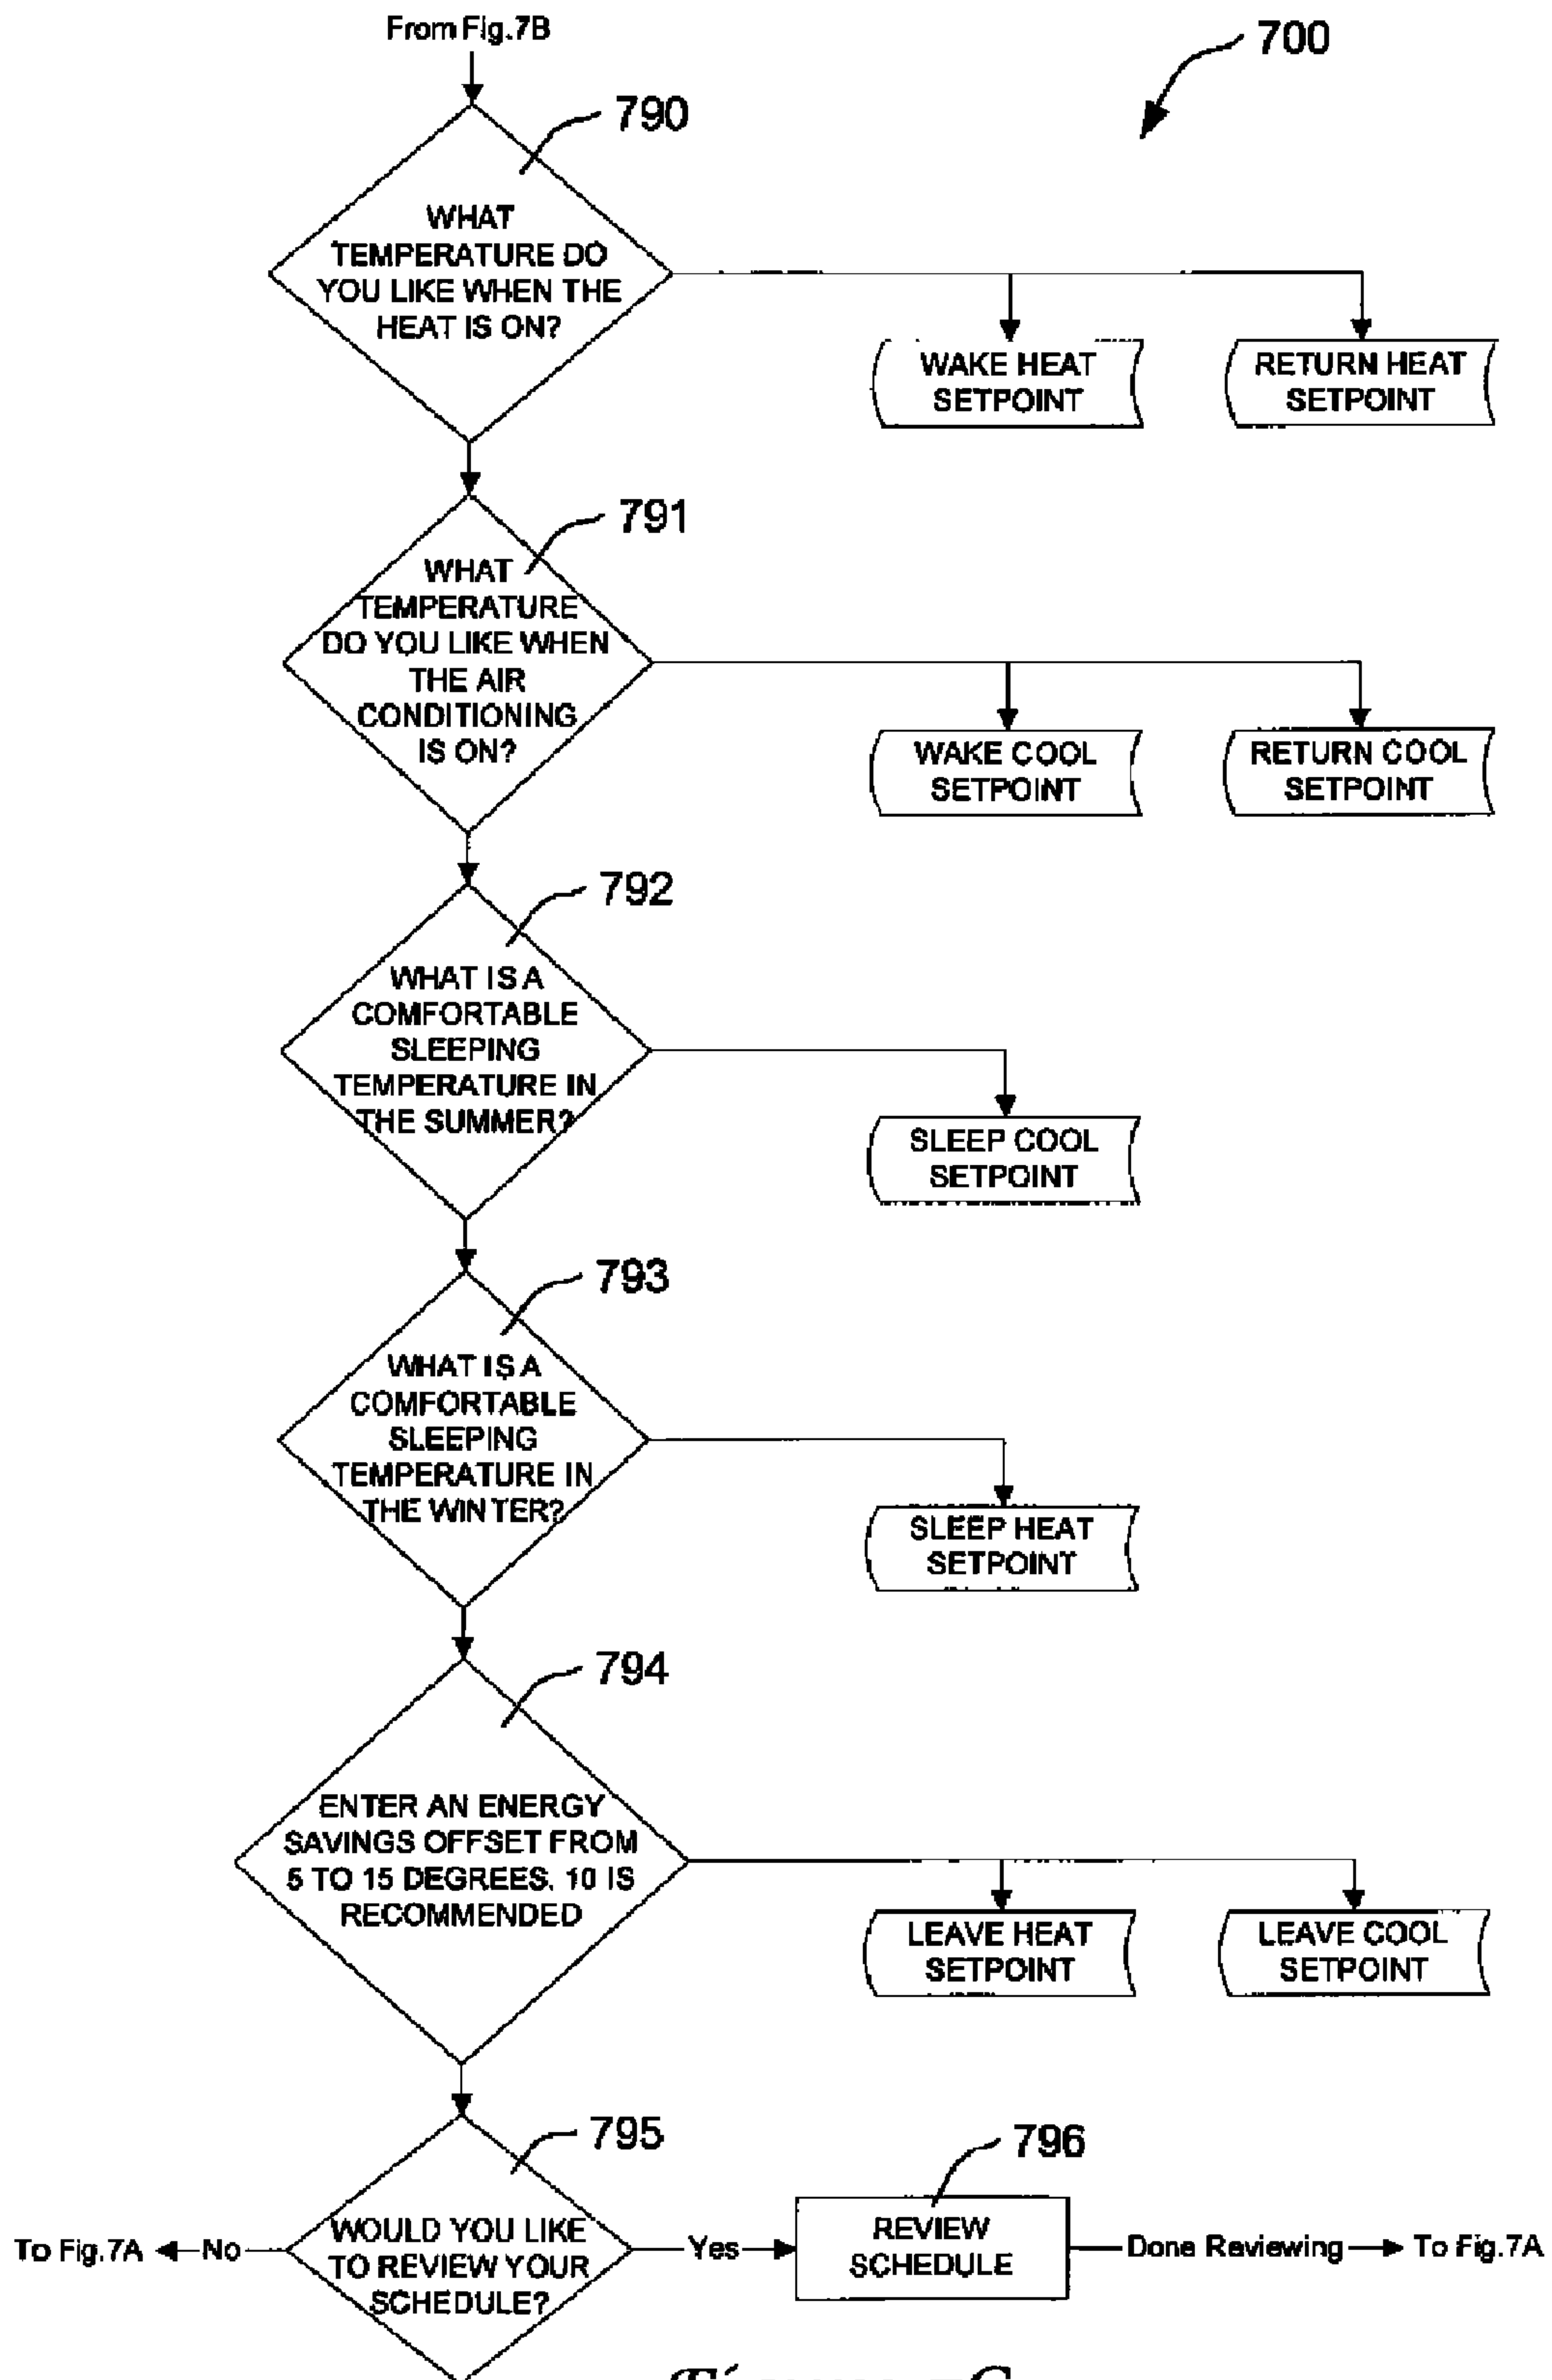 From Fig.7B
700
790
WHAT
TEMPERATURE DO
YOU LIKE WHEN THE
HEAT IS ON?
WAKE HEAT
SETPOINT
RETURN HEAT
SETPOINT
791
WHAT
TEMPERATURE
DO YOU LIKE WHEN
THE AIR
CONDITIONING
IS ON?
WAKE COOL
SETPOINT
RETURN COOL
SETPOINT
792
WHAT IS A
COMFORTABLE
SLEEPING
TEMPERATURE IN
THE SUMMER?
SLEEP COOL
SETPOINT
793
WHAT IS A
COMFORTABLE
SLEEPING
TEMPERATURE IN
THE WINTER?
SLEEP HEAT
SETPOINT
794
ENTER AN ENERGY
SAVINGS OFFSET FROM
5 TO 15 DEGREES. 10 IS
RECOMMENDED
LEAVE HEAT
SETPOINT
LEAVE COOL
SETPOINT
795
WOULD YOU LIKE
TO REVIEW YOUR
SCHEDULE?
No
To Fig.7A
Yes
796
REVIEW
SCHEDULE
Done Reviewing
To Fig.7A